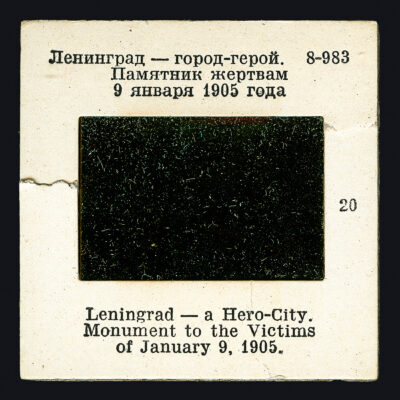 Ленинград — город-герой. 8-983
Памятник жертвам
9 января 1905 года
20
Leningrad — a Hero-City.
Monument to the Victims
of January 9, 1905.